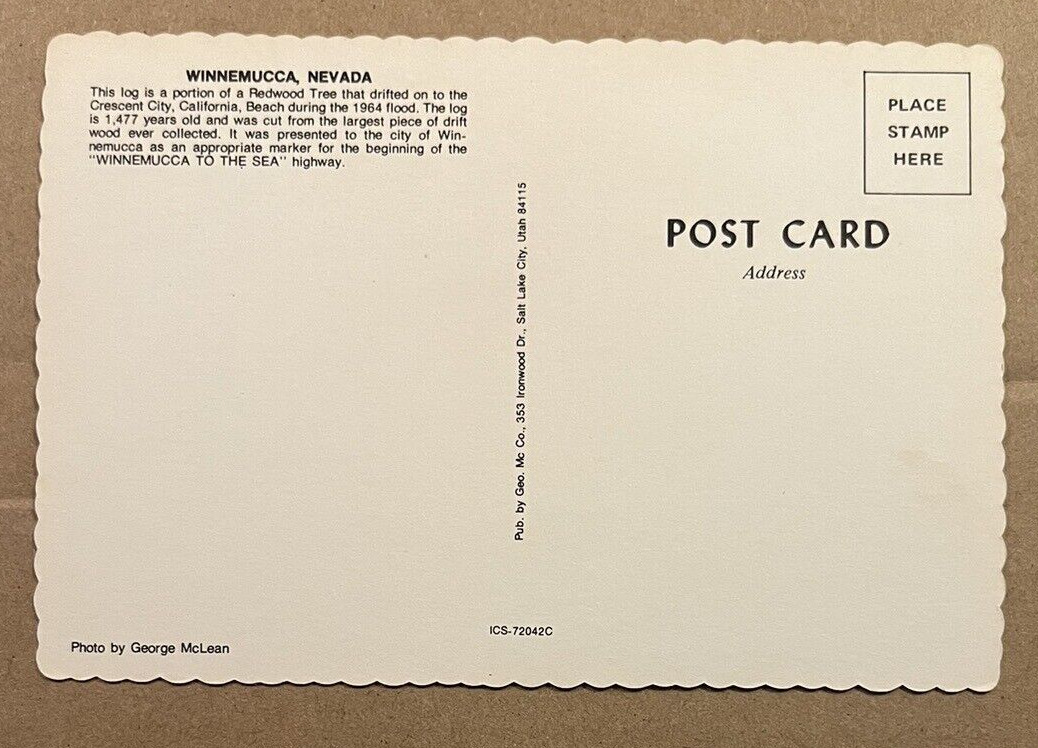 WINNEMUCCA, NEVADA
This log is a portion of a Redwood Tree that drifted on to the
Crescent City, California, Beach during the 1964 flood. The log
is 1,477 years old and was cut from the largest piece of drift
wood ever collected. It was presented to the city of Win-
nemucca as an appropriate marker for the beginning of the
"WINNEMUCCA TO THE SEA" highway.
Photo by George McLean
Pub. by Geo. Mc Co., 353 Ironwood Dr., Salt Lake City, Utah 84115
ICS-72042C
PLACE
STAMP
HERE
POST CARD
Address